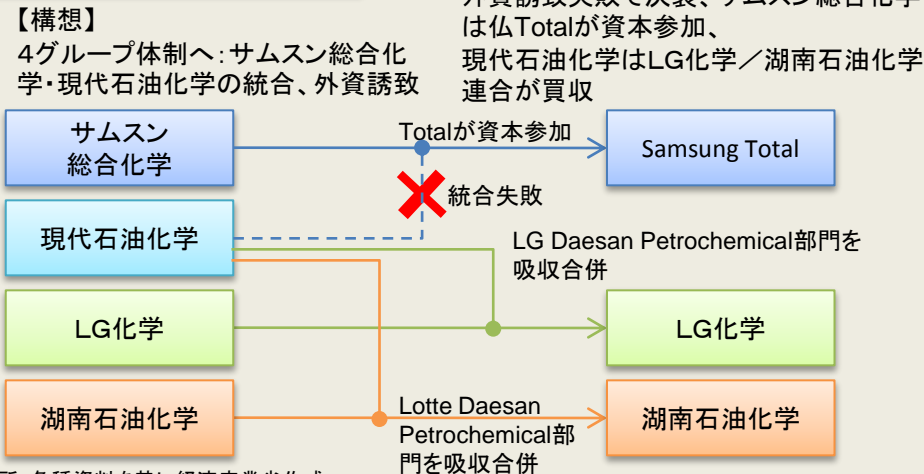 【構想】
4グループ体制へ:サムスン総合化
学・現代石油化学の統合、外資誘致
は仏Totalが資本参加、
現代石油化学はLG化学/湖南石油化学
連合が買収
サムスン
総合化学
Totalが資本参加
Samsung Total
統合失敗
現代石油化学
LG Daesan Petrochemical部門を
吸収合併
LG化学
LG化学
湖南石油化学
Lotte Daesan
Petrochemical部
門を吸収合併
湖南石油化学